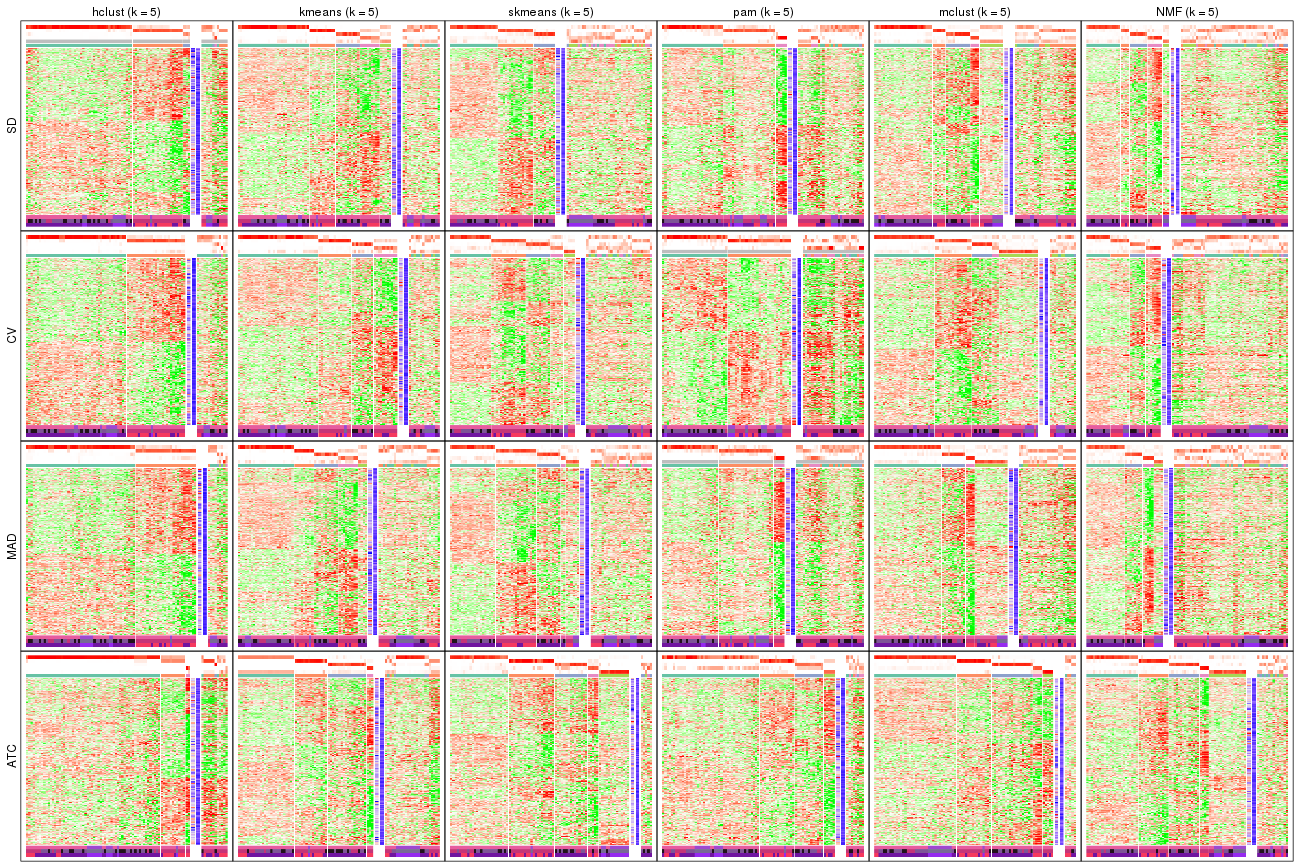 hclust (k = 5) kmeans (k = 5) skmeans (k = 5) pam (k = 5) mclust (k = 5) NMF (k = 5)
SD
CV
MAD
ATC